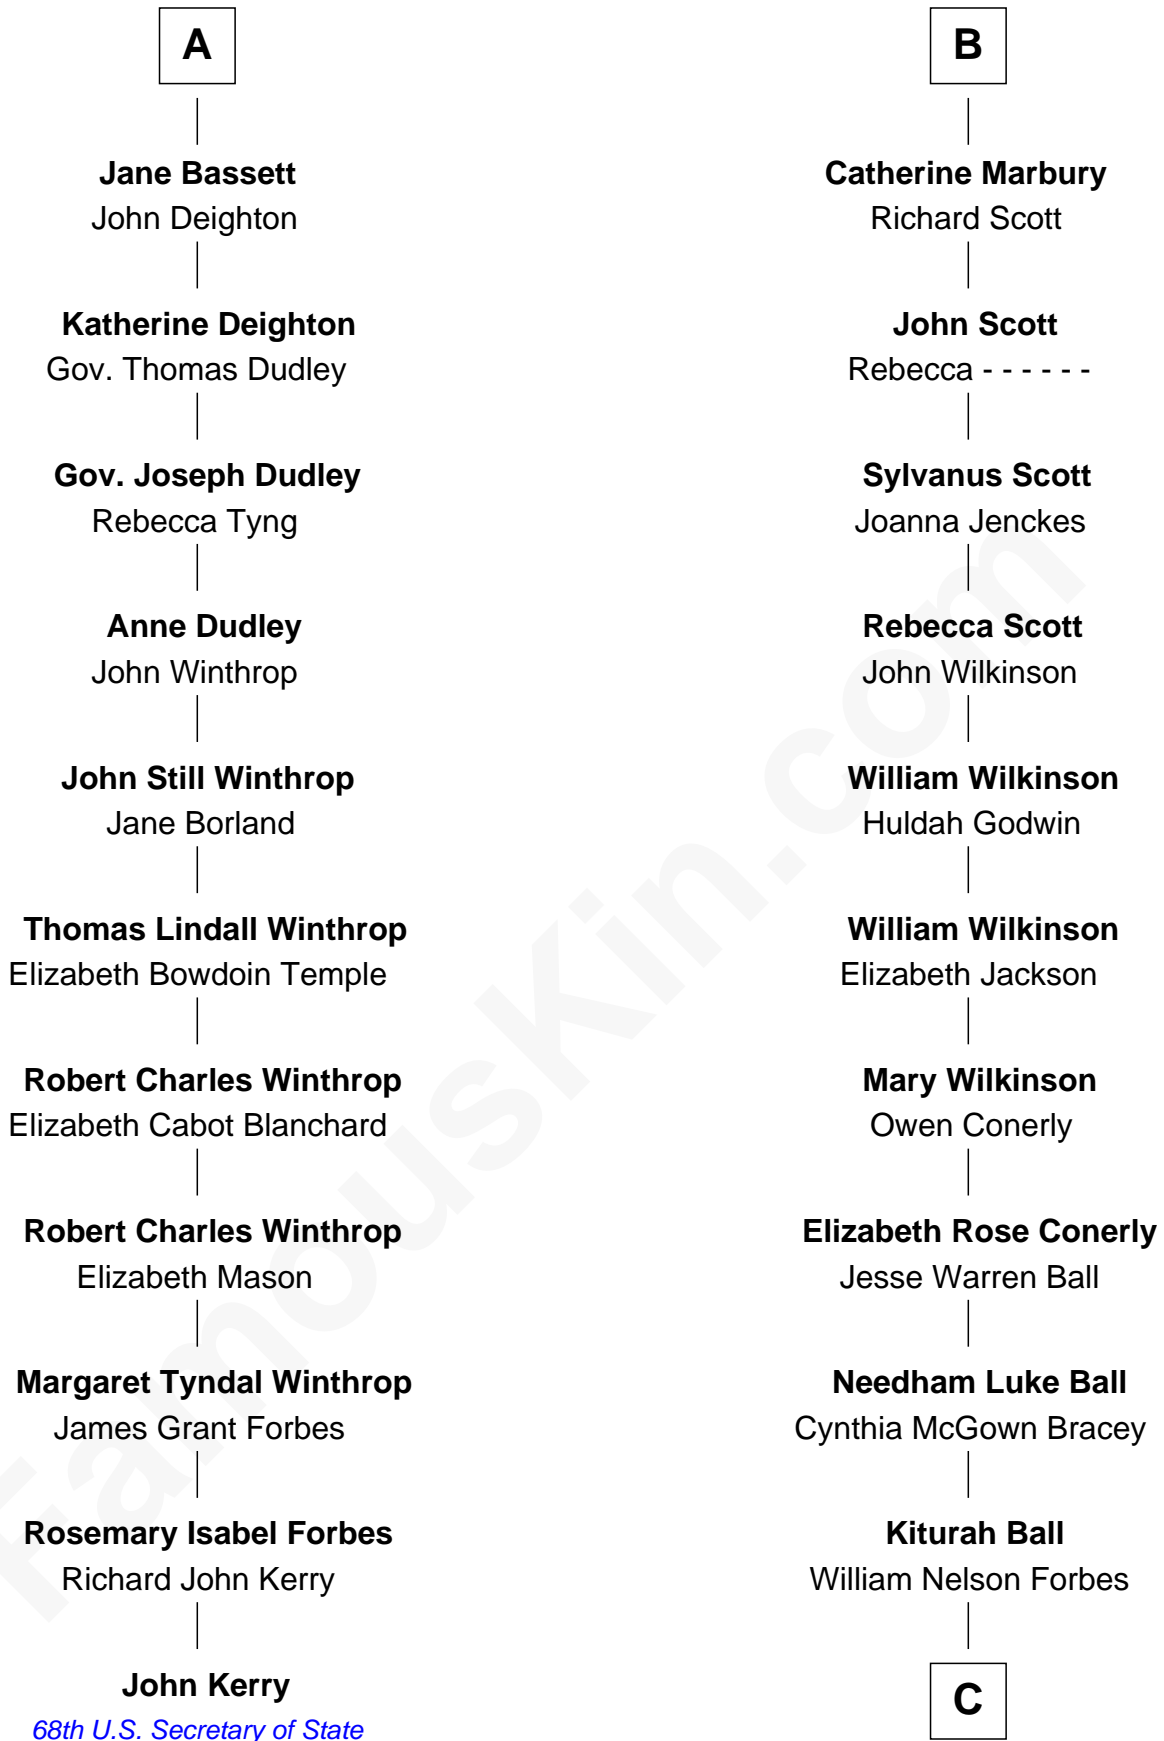 A
Jane Bassett
John Deighton
Katherine Deighton
Gov. Thomas Dudley
Gov. Joseph Dudley
Rebecca Tyng
Anne Dudley
John Winthrop
John Still Winthrop
Jane Borland
Thomas Lindall Winthrop
Elizabeth Bowdoin Temple
Robert Charles Winthrop
Elizabeth Cabot Blanchard
Robert Charles Winthrop
Elizabeth Mason
Margaret Tyndal Winthrop
James Grant Forbes
Rosemary Isabel Forbes
Richard John Kerry
John Kerry
68th U.S. Secretary of State
B
Catherine Marbury
Richard Scott
John Scott
Rebecca - - - - - -
Sylvanus Scott
Joanna Jenckes
Rebecca Scott
John Wilkinson
William Wilkinson
Huldah Godwin
William Wilkinson
Elizabeth Jackson
Mary Wilkinson
Owen Conerly
Elizabeth Rose Conerly
Jesse Warren Ball
Needham Luke Ball
Cynthia McGown Bracey
Kiturah Ball
William Nelson Forbes
C
FamousKin.com